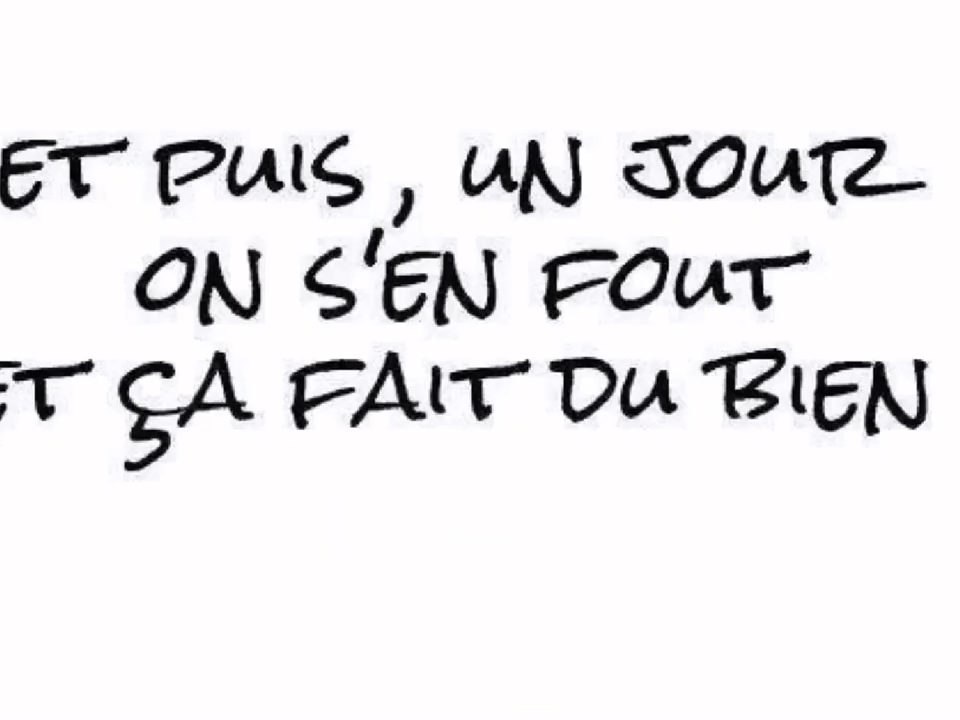 ET PUIS, UN JOUR
ON S'EN FOUT
ET ÇA FAIT DU BIEN